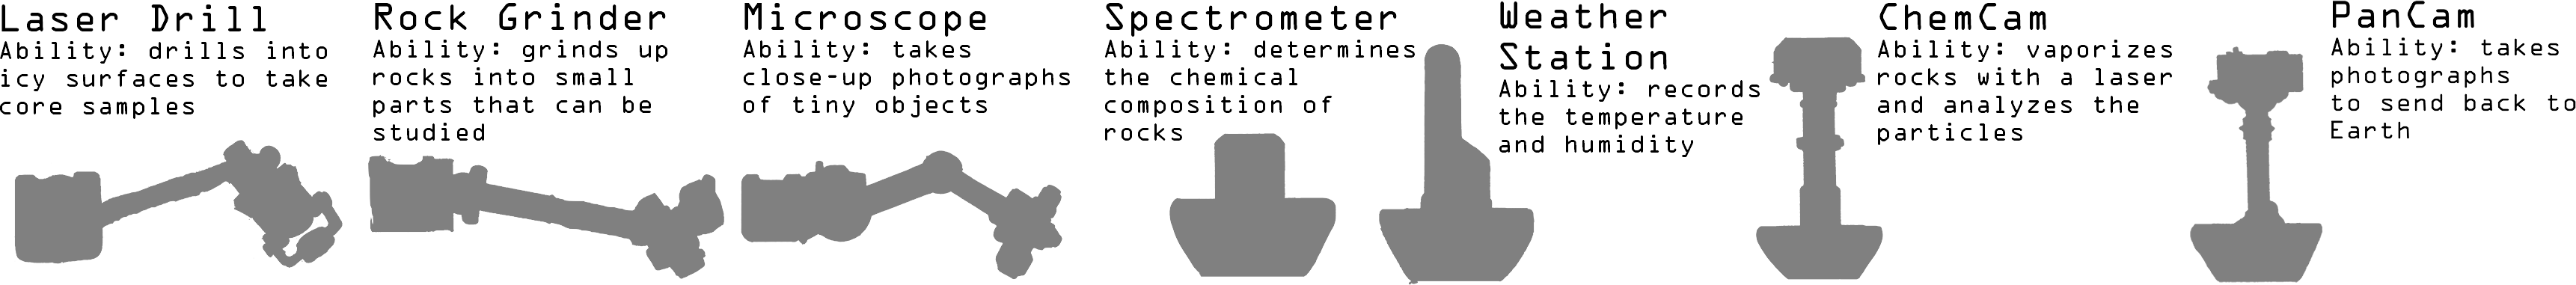 Laser Drill
Ability: drills into
icy surfaces to take
core samples
Rock Grinder
Ability: grinds up
rocks into small
parts that can be
studied
Microscope
Ability: takes
close-up photographs
of tiny objects
Spectrometer
Ability: determines
the chemical
composition of
rocks
Weather
Station
Ability: records
the temperature
and humidity
ChemCam
Ability: vaporizes
rocks with a laser
and analyzes the
particles
PanCam
Ability: takes
photographs
to send back to
Earth